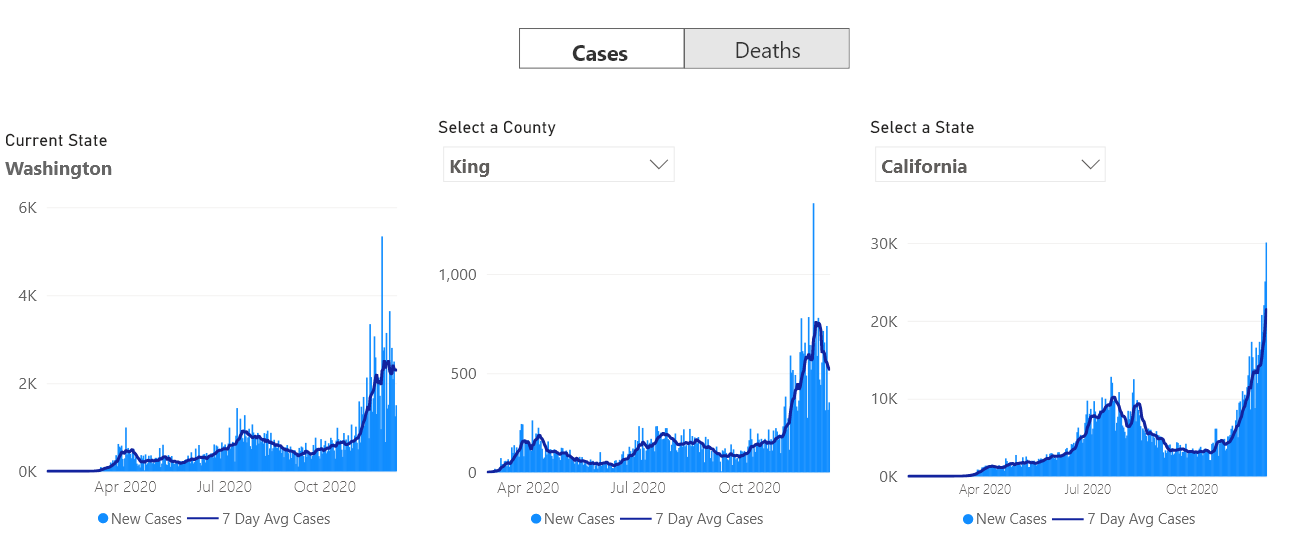 Cases
Deaths
Current State
Washington
6K
4K
2K
0K
Apr 2020
Jul 2020
Oct 2020
New Cases
7 Day Avg Cases
Select a County
King
1,000
500
0
Apr 2020
Jul 2020
Oct 2020
New Cases
7 Day Avg Cases
Select a State
California
30K
20K
10K
0K
Apr 2020
Jul 2020
Oct 2020
New Cases
7 Day Avg Cases